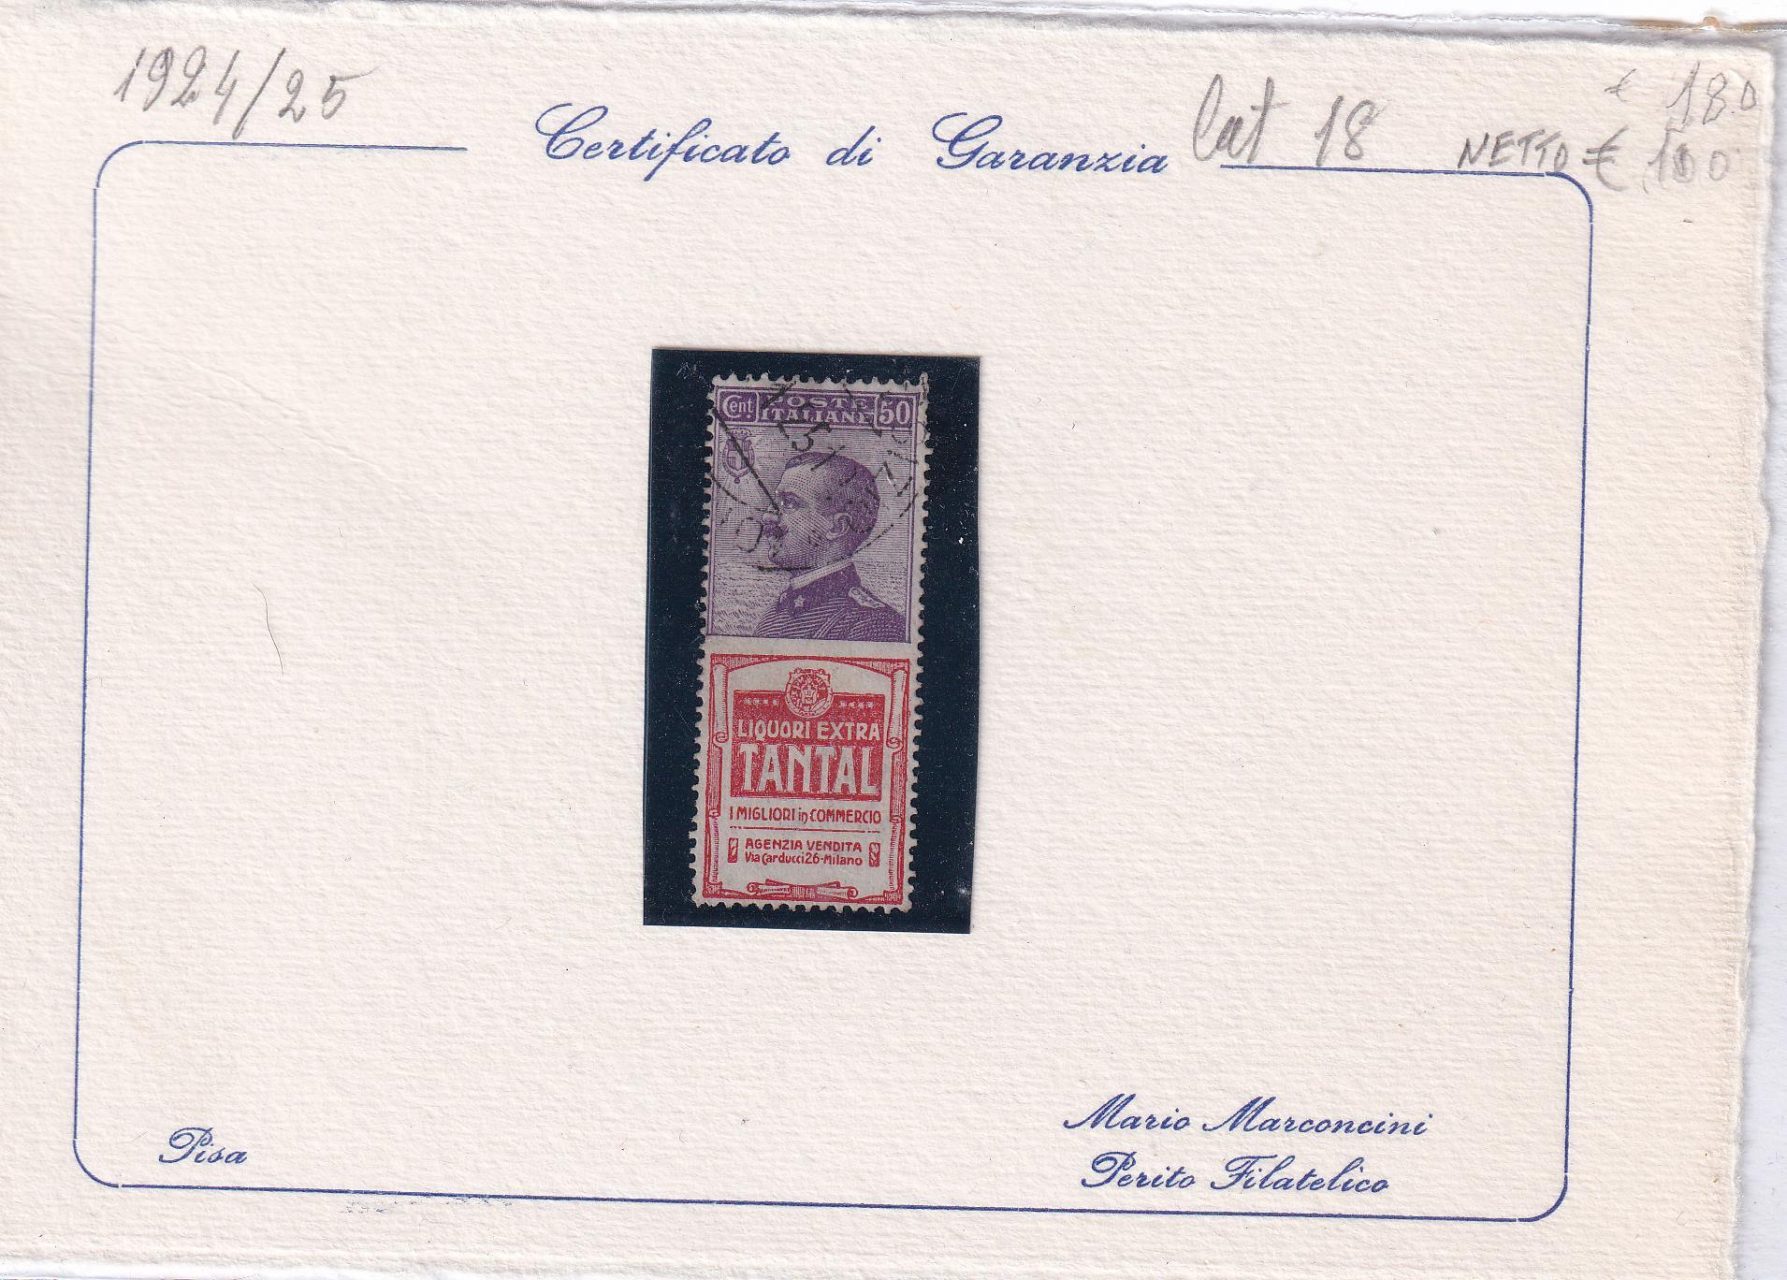 1924/25
Certificato di Garanzia
Cat 18
€ 180
NETTO € 100
Cent. POSTE ITALIANE 50
LIQUORI EXTRA
TANTAL
I MIGLIORI in COMMERCIO
AGENZIA VENDITA
Via Carducci 26-Milano
Pisa
Mario Marconcini
Perito Filatelico